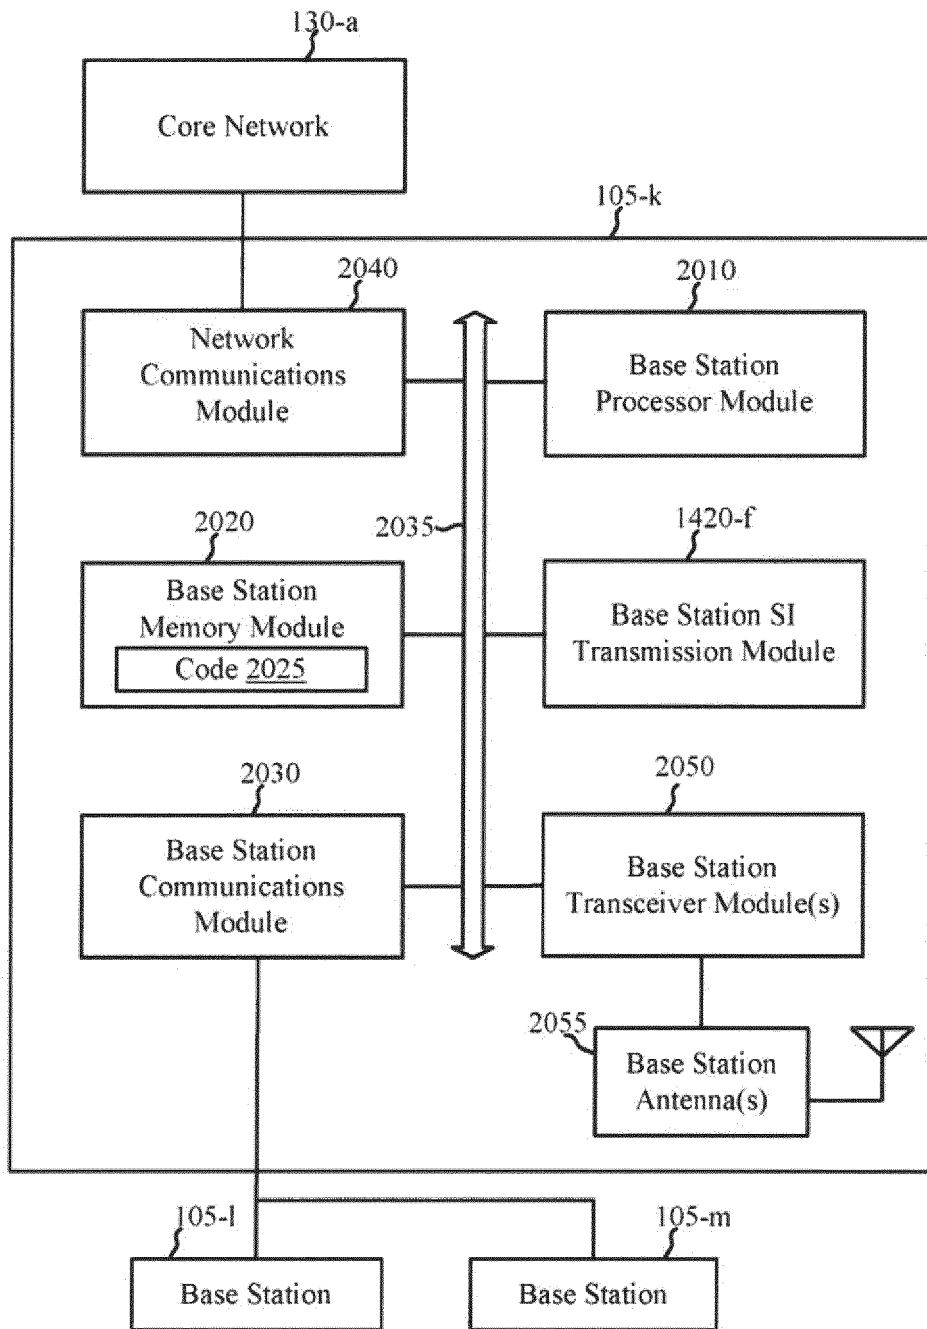 130-a
Core Network
105-k
2040
2010
Network
Communications
Module
Base Station
Processor Module
2020
2035
1420-f
Base Station
Memory Module
Code 2025
Base Station SI
Transmission Module
2030
2050
Base Station
Communications
Module
Base Station
Transceiver Module(s)
2055
Base Station
Antenna(s)
105-l
105-m
Base Station
Base Station